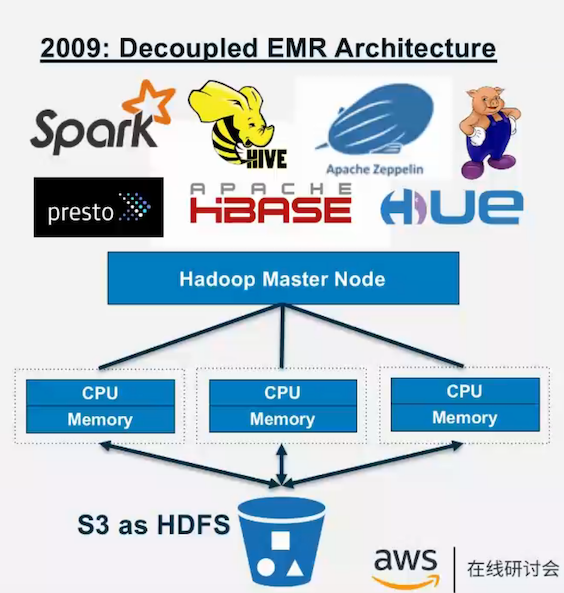 2009: Decoupled EMR Architecture
Spark
HIVE
Apache Zeppelin
presto
APACHE
HBASE
HUE
Hadoop Master Node
CPU
Memory
CPU
Memory
CPU
Memory
S3 as HDFS
aws
在线研讨会